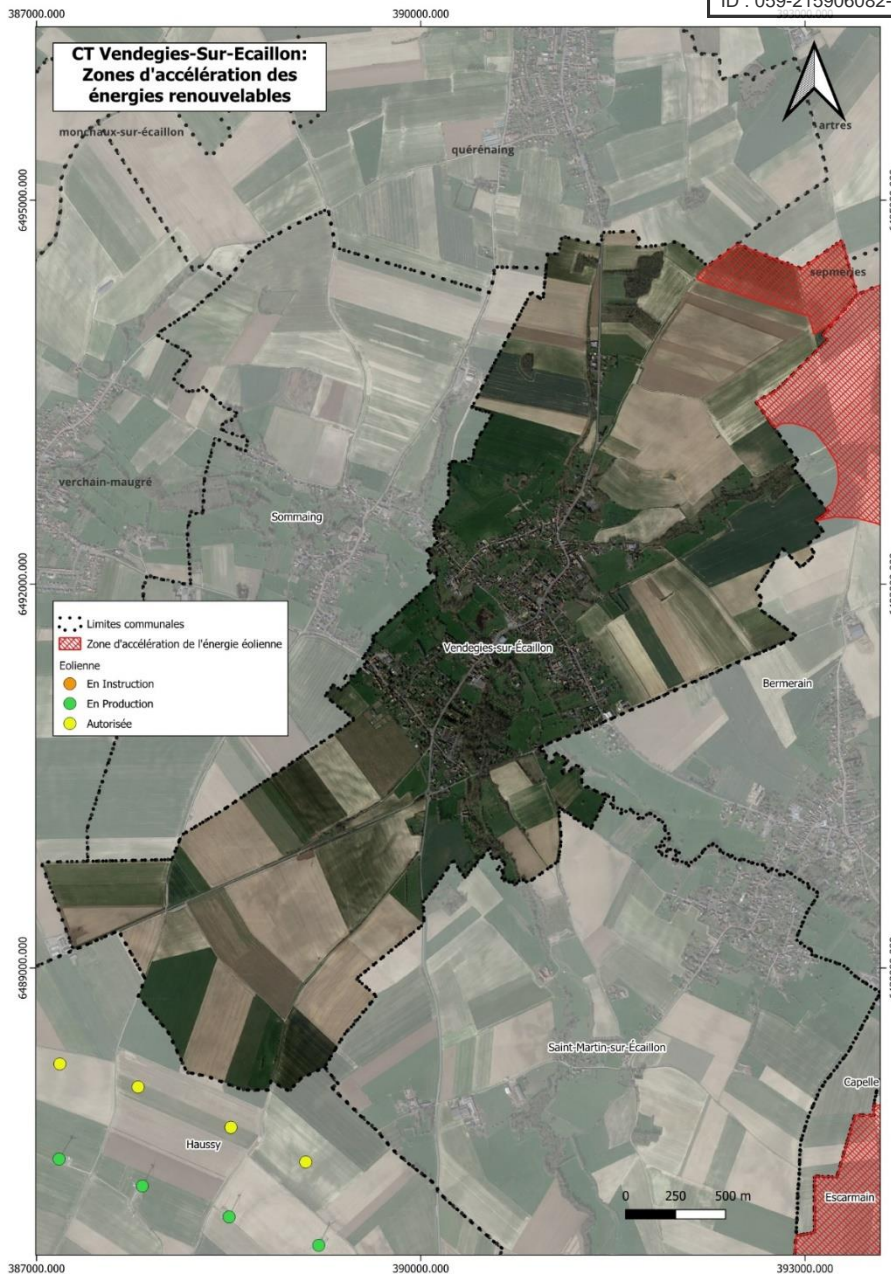 ID : 059-215906082-
387000.000
390000.000
393000.000
CT Vendegies-Sur-Ecaillon:
Zones d'accélération des
énergies renouvelables
monchaux-sur-écaillon
quérénaing
artres
6495000.000
sepmeries
verchain-maugré
Sommaing
6492000.000
Limites communales
Zone d'accélération de l'énergie éolienne
Eolienne
En Instruction
En Production
Autorisée
Vendegies-sur-Écaillon
Bermerain
6489000.000
Saint-Martin-sur-Écaillon
Capelle
Haussy
Escarmain
0 250 500 m
387000.000
390000.000
393000.000